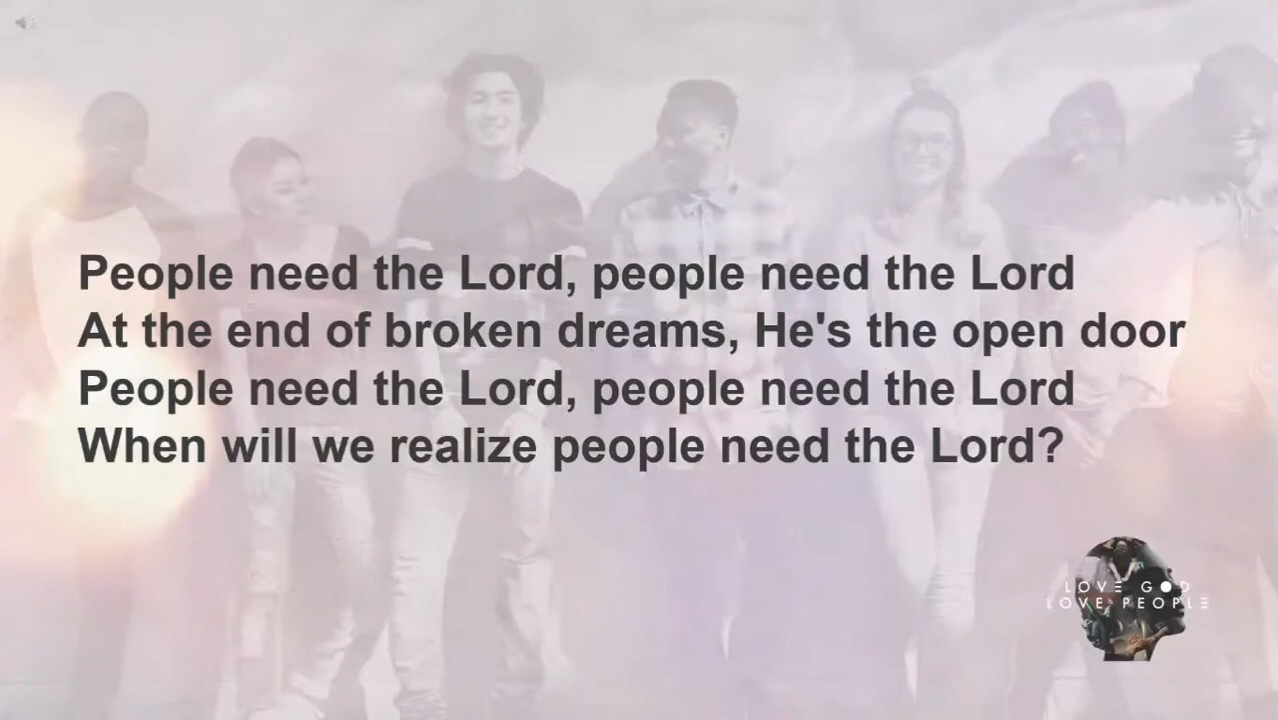 People need the Lord, people need the Lord
At the end of broken dreams, He's the open door
People need the Lord, people need the Lord
When will we realize people need the Lord?
LOVE GOD
LOVE PEOPLE